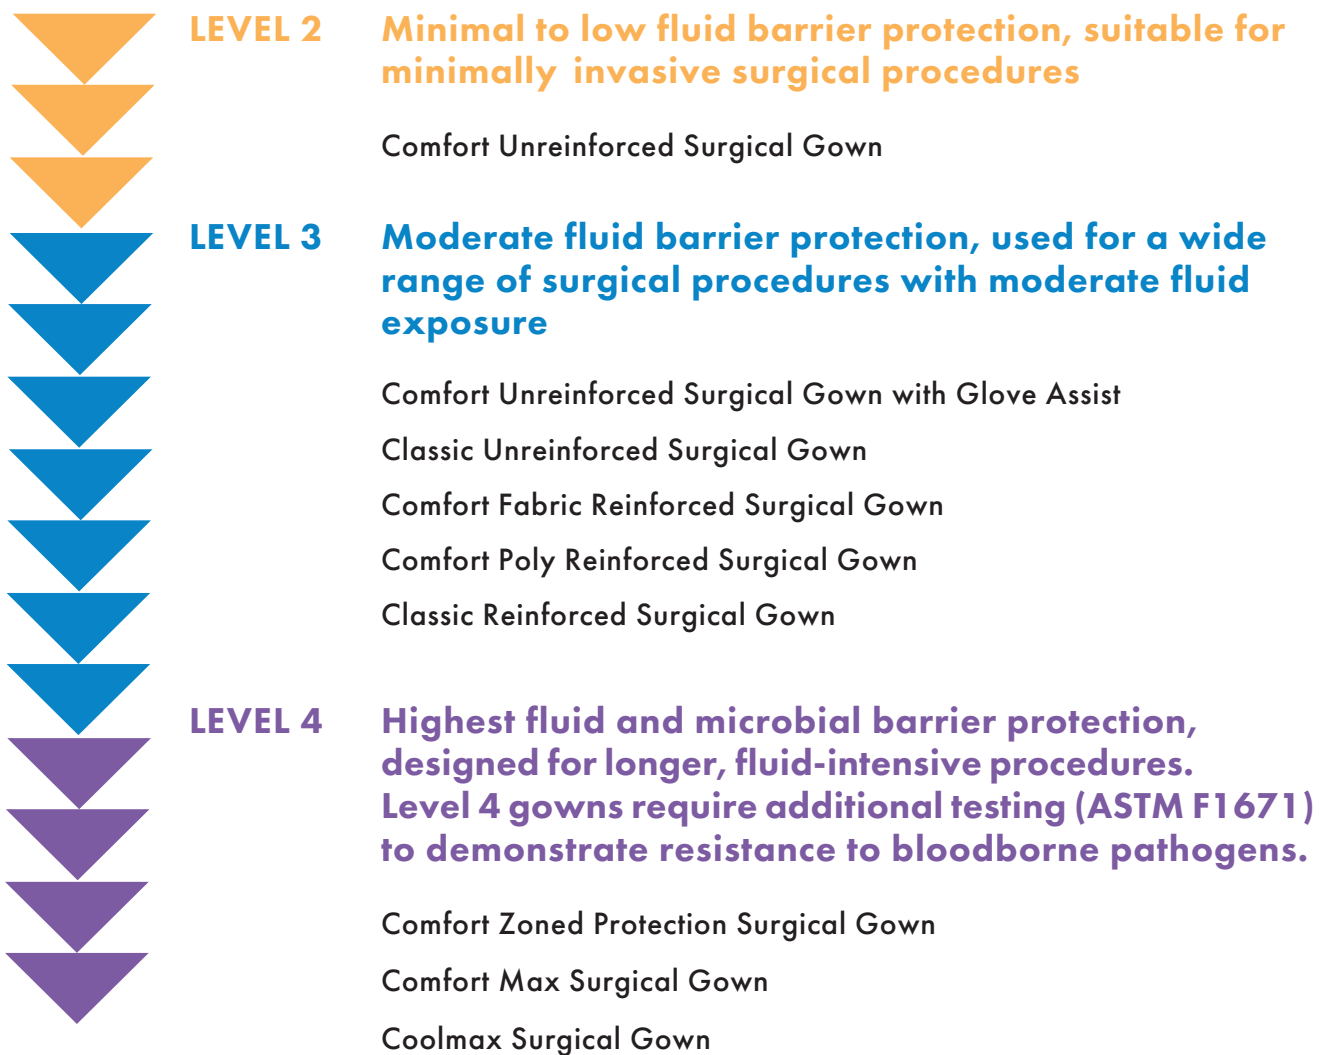 LEVEL 2 Minimal to low fluid barrier protection, suitable for
minimally invasive surgical procedures
Comfort Unreinforced Surgical Gown
LEVEL 3 Moderate fluid barrier protection, used for a wide
range of surgical procedures with moderate fluid
exposure
Comfort Unreinforced Surgical Gown with Glove Assist
Classic Unreinforced Surgical Gown
Comfort Fabric Reinforced Surgical Gown
Comfort Poly Reinforced Surgical Gown
Classic Reinforced Surgical Gown
LEVEL 4 Highest fluid and microbial barrier protection,
designed for longer, fluid-intensive procedures.
Level 4 gowns require additional testing (ASTM F1671)
to demonstrate resistance to bloodborne pathogens.
Comfort Zoned Protection Surgical Gown
Comfort Max Surgical Gown
Coolmax Surgical Gown